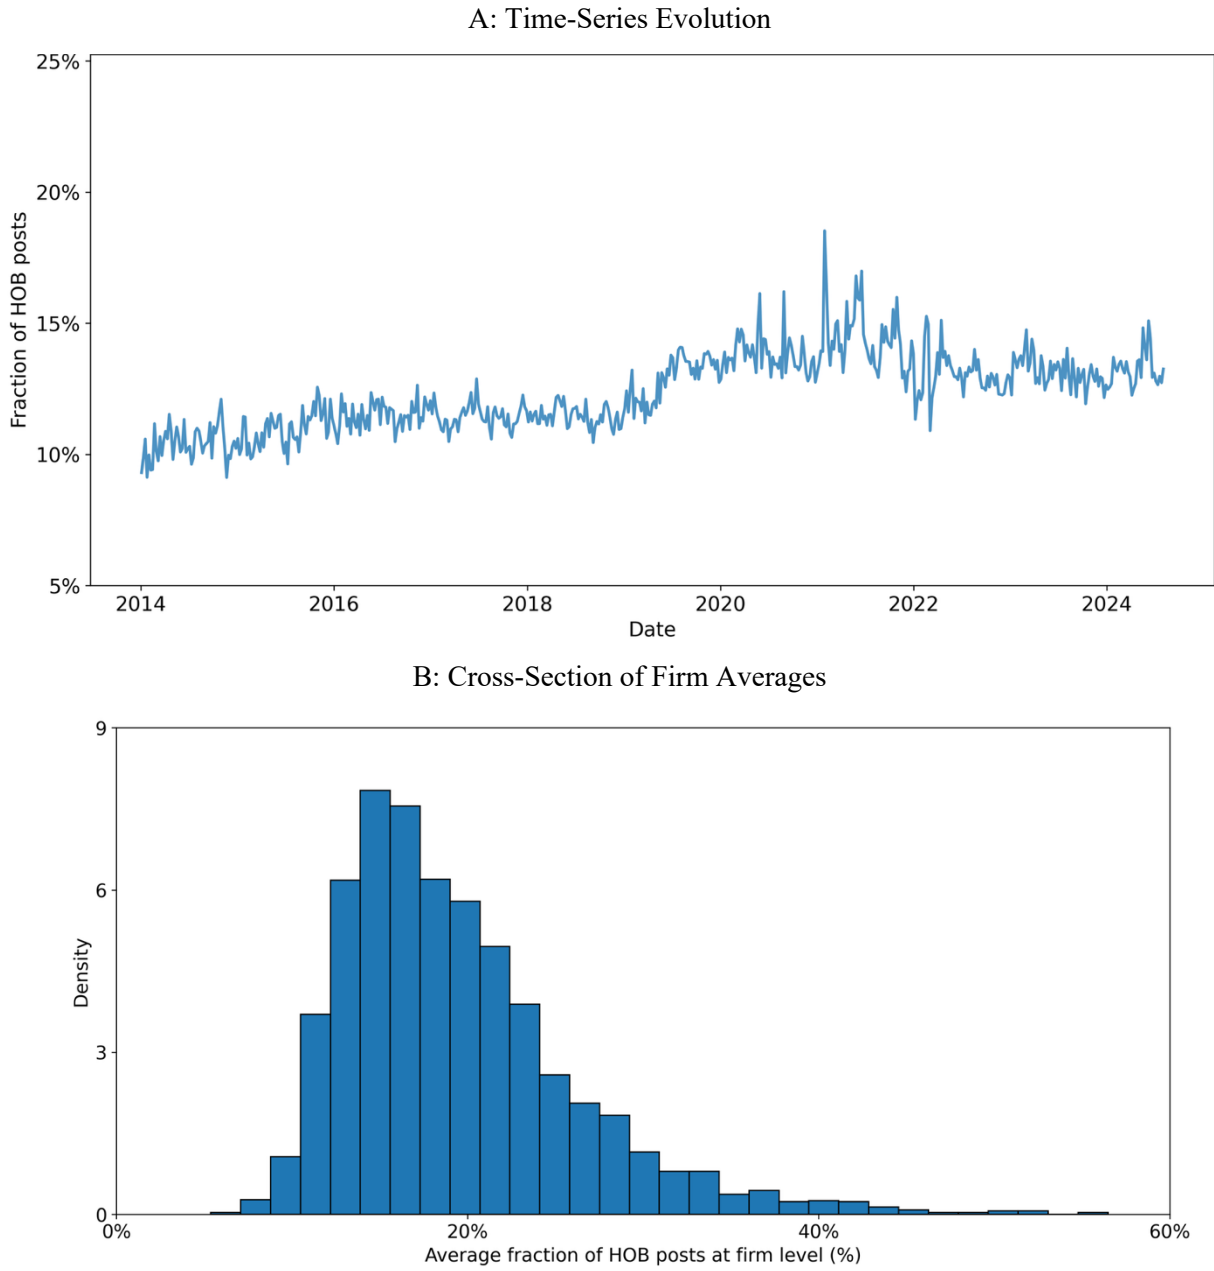 A: Time-Series Evolution
25%
20%
15%
10%
5%
Fraction of HOB posts
2014 2016 2018 2020 2022 2024
Date
B: Cross-Section of Firm Averages
9
6
3
0
Density
0% 20% 40% 60%
Average fraction of HOB posts at firm level (%)